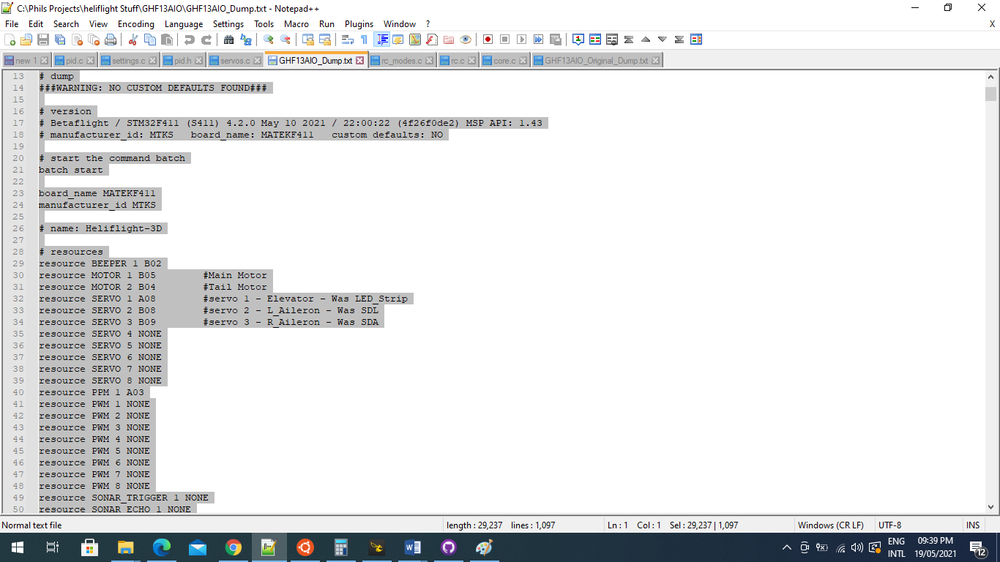 C:\Phils Projects\heliflight Stuff\GHF13AIO\GHF13AIO_Dump.txt - Notepad++
File Edit Search View Encoding Language Settings Tools Macro Run Plugins Window ? X
new 1 pid.c settings.c pid.h servos.c GHF13AIO_Dump.txt rc_modes.c rc.c core.c GHF13AIO_Original_Dump.txt
13 # dump
14 ###WARNING: NO CUSTOM DEFAULTS FOUND###
15
16 # version
17 # Betaflight / STM32F411 (S411) 4.2.0 May 10 2021 / 22:00:22 (4f26f0de2) MSP API: 1.43
18 # manufacturer_id: MTKS   board_name: MATEKF411   custom defaults: NO
19
20 # start the command batch
21 batch start
22
23 board_name MATEKF411
24 manufacturer_id MTKS
25
26 # name: Heliflight-3D
27
28 # resources
29 resource BEEPER 1 B02
30 resource MOTOR 1 B05        #Main Motor
31 resource MOTOR 2 B04        #Tail Motor
32 resource SERVO 1 A08        #servo 1 - Elevator - Was LED_Strip
33 resource SERVO 2 B08        #servo 2 - L_Aileron - Was SDL
34 resource SERVO 3 B09        #servo 3 - R_Aileron - Was SDA
35 resource SERVO 4 NONE
36 resource SERVO 5 NONE
37 resource SERVO 6 NONE
38 resource SERVO 7 NONE
39 resource SERVO 8 NONE
40 resource PPM 1 A03
41 resource PWM 1 NONE
42 resource PWM 2 NONE
43 resource PWM 3 NONE
44 resource PWM 4 NONE
45 resource PWM 5 NONE
46 resource PWM 6 NONE
47 resource PWM 7 NONE
48 resource PWM 8 NONE
49 resource SONAR_TRIGGER 1 NONE
50 resource SONAR_ECHO 1 NONE
Normal text file length : 29,237 lines : 1,097 Ln : 1 Col : 1 Sel : 29,237 | 1,097 Windows (CR LF) UTF-8 INS
ENG 09:39 PM
INTL 19/05/2021 12